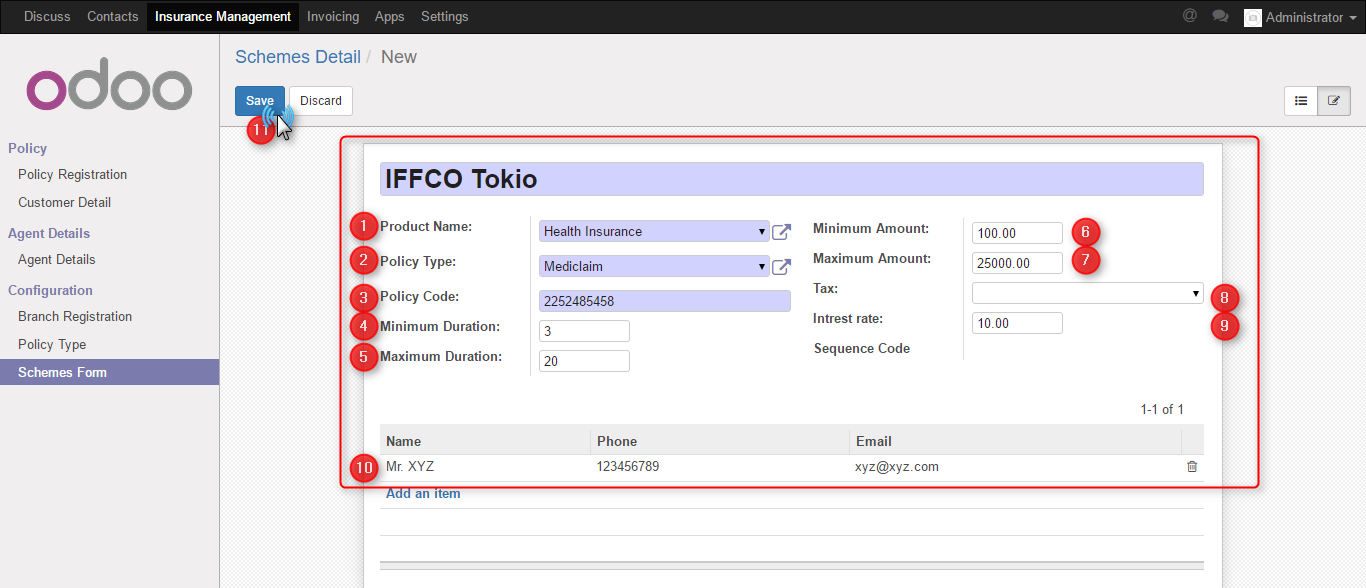 Discuss Contacts Insurance Management Invoicing Apps Settings @ Administrator
odoo
Schemes Detail / New
Save Discard
11
Policy
Policy Registration
Customer Detail
Agent Details
Agent Details
Configuration
Branch Registration
Policy Type
Schemes Form
IFFCO Tokio
1 Product Name: Health Insurance
2 Policy Type: Mediclaim
3 Policy Code: 2252485458
4 Minimum Duration: 3
5 Maximum Duration: 20
Minimum Amount: 100.00 6
Maximum Amount: 25000.00 7
Tax: 8
Intrest rate: 10.00 9
Sequence Code
1-1 of 1
Name Phone Email
10 Mr. XYZ 123456789 xyz@xyz.com
Add an item